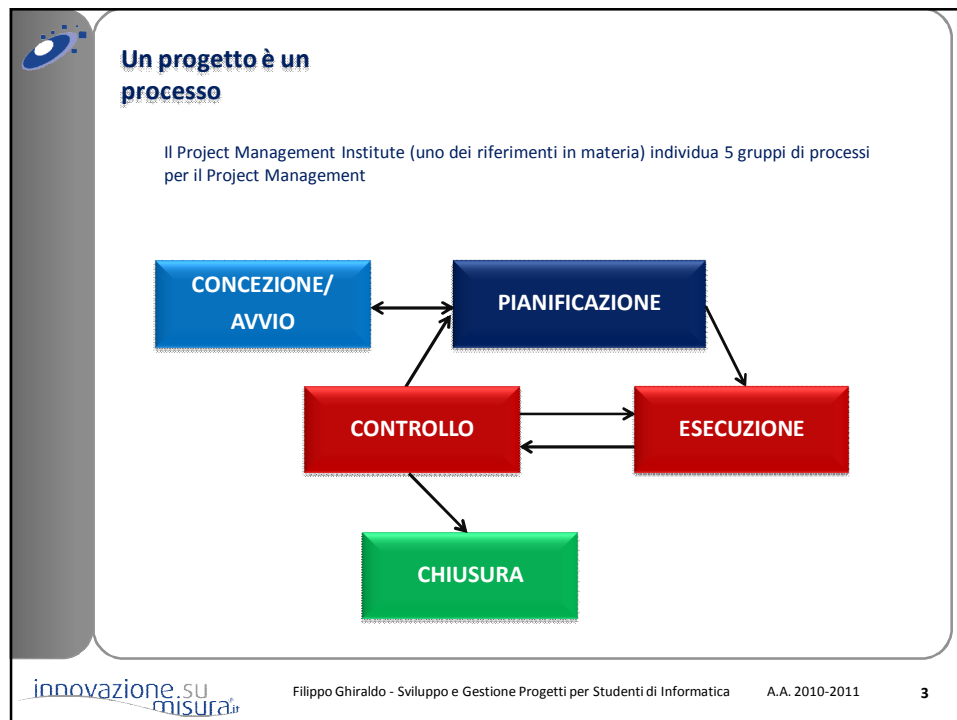 Un progetto è un
processo
Il Project Management Institute (uno dei riferimenti in materia) individua 5 gruppi di processi
per il Project Management
CONCEZIONE/
AVVIO
PIANIFICAZIONE
CONTROLLO
ESECUZIONE
CHIUSURA
innovazione su
misura.it
Filippo Ghiraldo - Sviluppo e Gestione Progetti per Studenti di Informatica A.A. 2010-2011 3